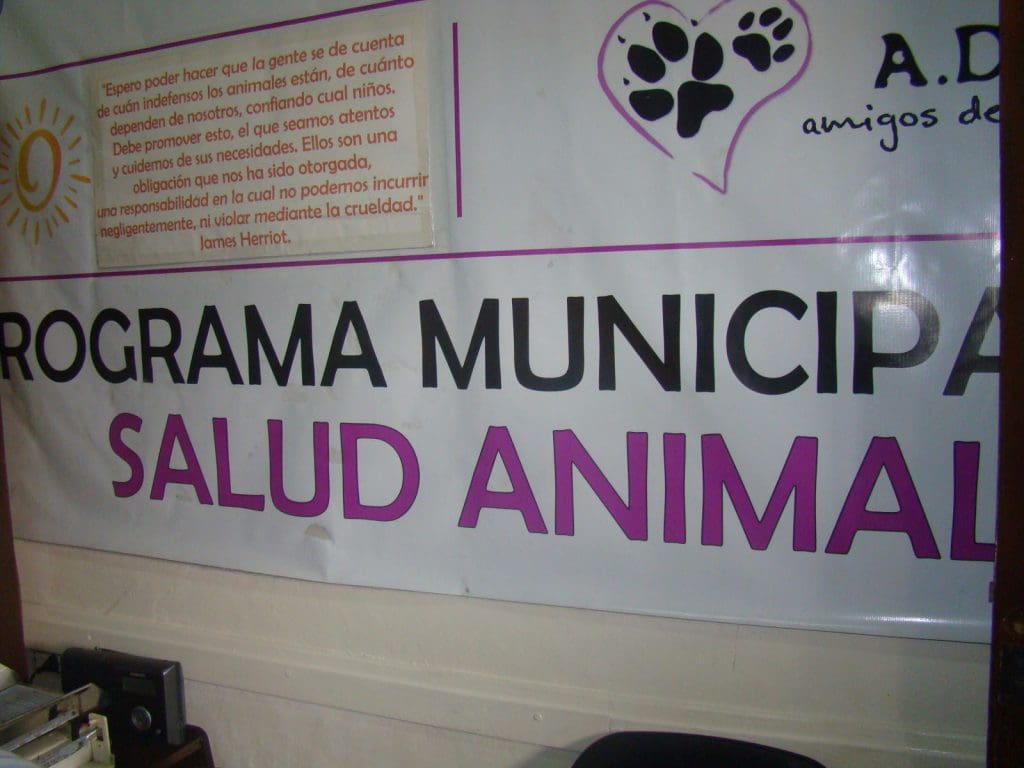 "Espero poder hacer que la gente se de cuenta
de cuán indefensos los animales están, de cuánto
dependen de nosotros, confiando cual niños.
Debe promover esto, el que seamos atentos
y cuidemos de sus necesidades. Ellos son una
obligación que nos ha sido otorgada,
una responsabilidad en la cual no podemos incurrir
negligentemente, ni violar mediante la crueldad."
James Herriot.
A.D
amigos de
ROGRAMA MUNICIPA
SALUD ANIMAL